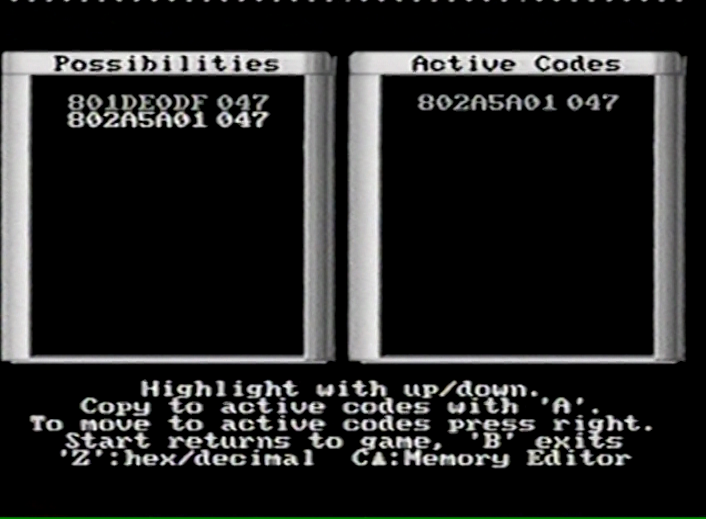 Possibilities
801DE0DF 047
802A5A01 047
Active Codes
802A5A01 047
Highlight with up/down.
Copy to active codes with 'A'.
To move to active codes press right.
Start returns to game, 'B' exits
'Z':hex/decimal C▲:Memory Editor